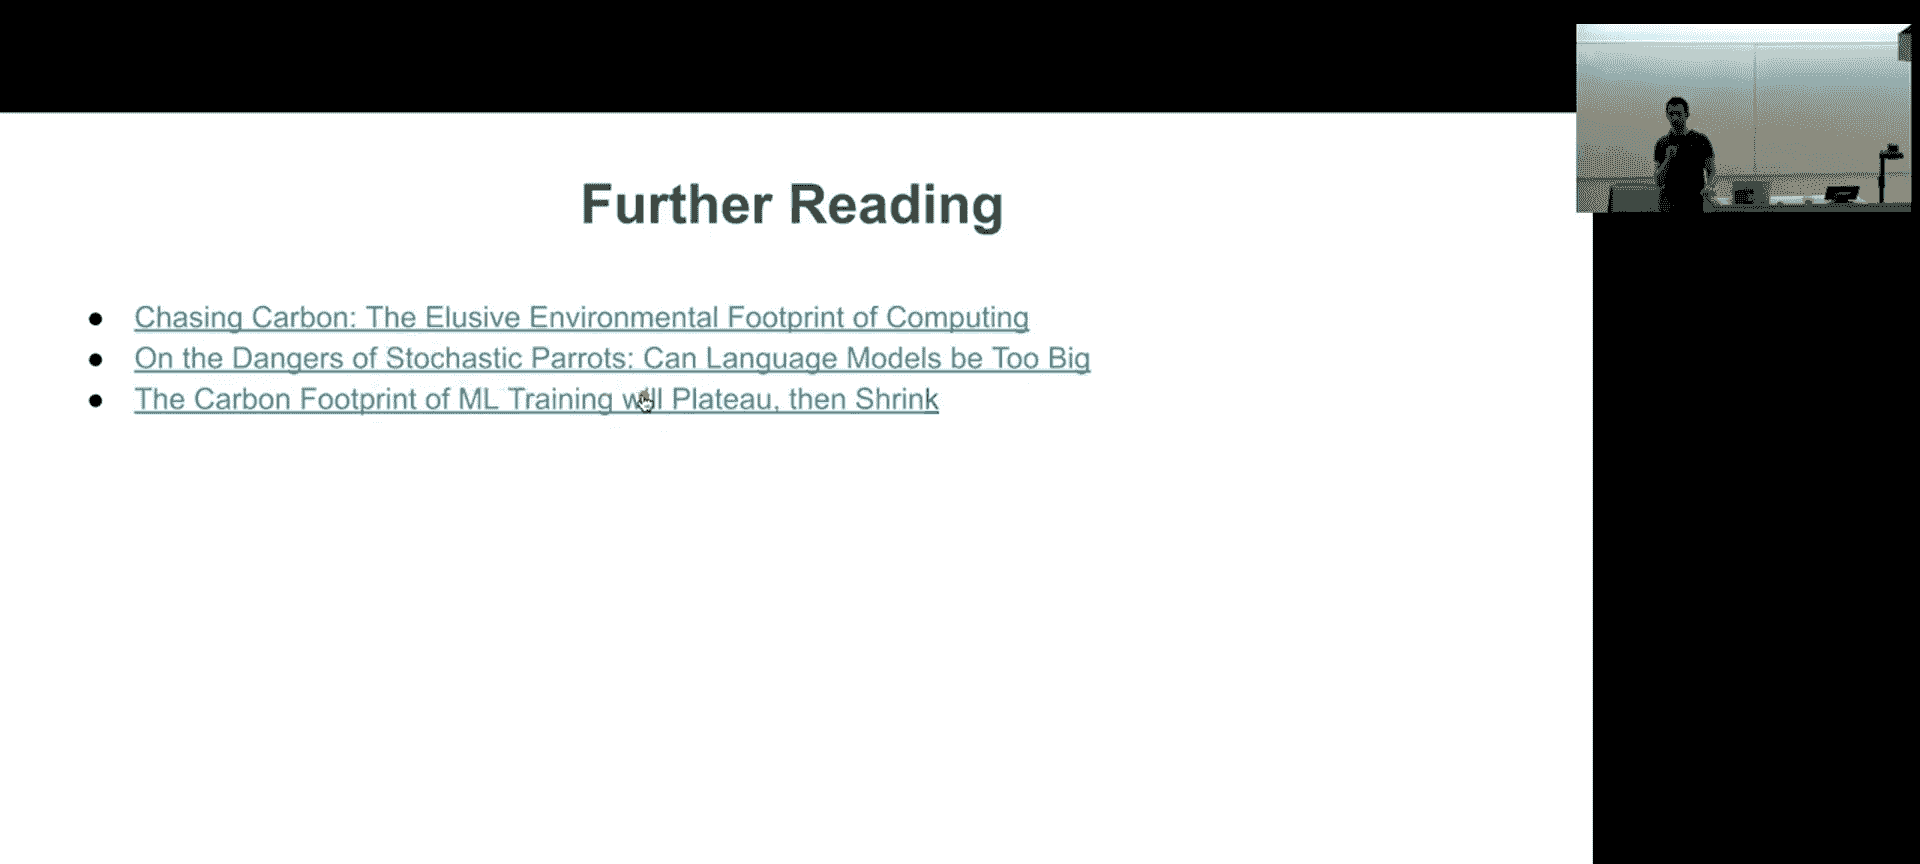 Further Reading
Chasing Carbon: The Elusive Environmental Footprint of Computing
On the Dangers of Stochastic Parrots: Can Language Models be Too Big
The Carbon Footprint of ML Training will Plateau, then Shrink